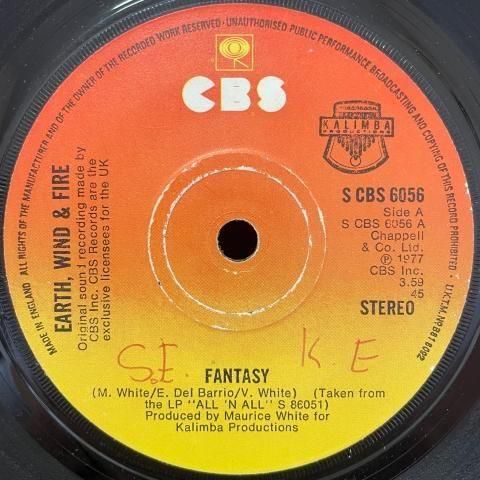 ALL RIGHTS OF THE MANUFACTURER AND OF THE OWNER OF THE RECORDED WORK RESERVED · UNAUTHORISED PUBLIC PERFORMANCE BROADCASTING AND COPYING OF THIS RECORD PROHIBITED
MADE IN ENGLAND
CBS
KALIMBA
PRODUCTIONS
EARTH, WIND & FIRE
Original sound recording made by
CBS Inc. CBS Records are the
exclusive licensees for the UK
S CBS 6056
Side A
S CBS 6056 A
Chappell
& Co. Ltd.
℗ 1977
CBS Inc.
3.59
45
STEREO
S.E. K E
FANTASY
(M. White/E. Del Barrio/V. White) (Taken from
the LP "ALL 'N ALL" S 86051)
Produced by Maurice White for
Kalimba Productions